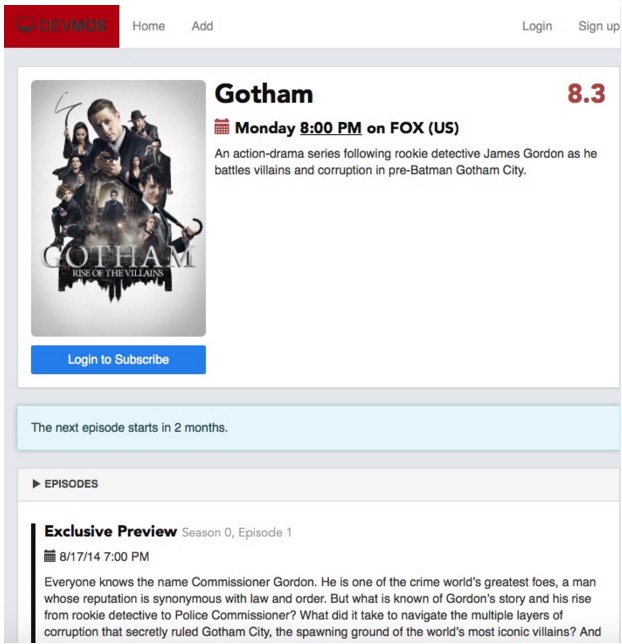 DEVMOS Home Add Login Sign up
Gotham 8.3
Monday 8:00 PM on FOX (US)
An action-drama series following rookie detective James Gordon as he
battles villains and corruption in pre-Batman Gotham City.
GOTHAM
RISE OF THE VILLAINS
Login to Subscribe
The next episode starts in 2 months.
EPISODES
Exclusive Preview Season 0, Episode 1
8/17/14 7:00 PM
Everyone knows the name Commissioner Gordon. He is one of the crime world's greatest foes, a man
whose reputation is synonymous with law and order. But what is known of Gordon's story and his rise
from rookie detective to Police Commissioner? What did it take to navigate the multiple layers of
corruption that secretly ruled Gotham City, the spawning ground of the world's most iconic villains? And